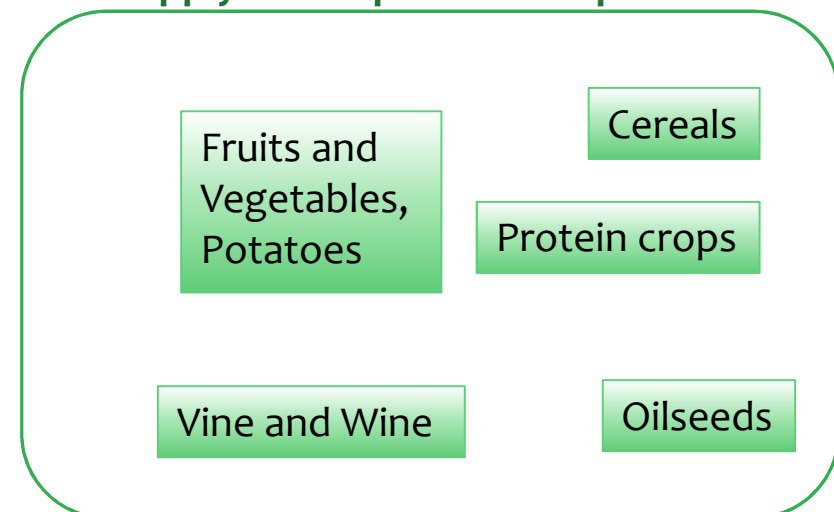 Fruits and
Vegetables,
Potatoes
Cereals
Protein crops
Vine and Wine
Oilseeds